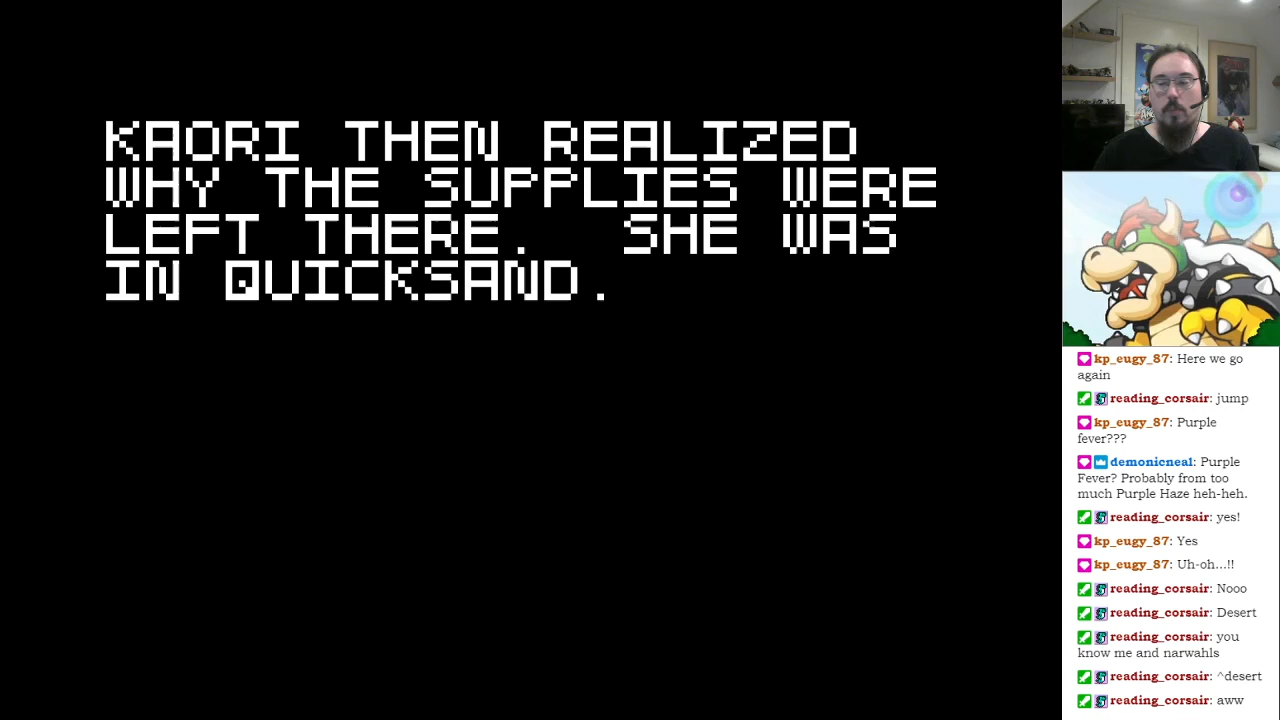 KAORI THEN REALIZED
WHY THE SUPPLIES WERE
LEFT THERE.  SHE WAS
IN QUICKSAND.
kp_eugy_87: Here we go
again
reading_corsair: jump
kp_eugy_87: Purple
fever???
demonicneal: Purple
Fever? Probably from too
much Purple Haze heh-heh.
reading_corsair: yes!
kp_eugy_87: Yes
kp_eugy_87: Uh-oh...!!
reading_corsair: Nooo
reading_corsair: Desert
reading_corsair: you
know me and narwahls
reading_corsair: ^desert
reading_corsair: aww